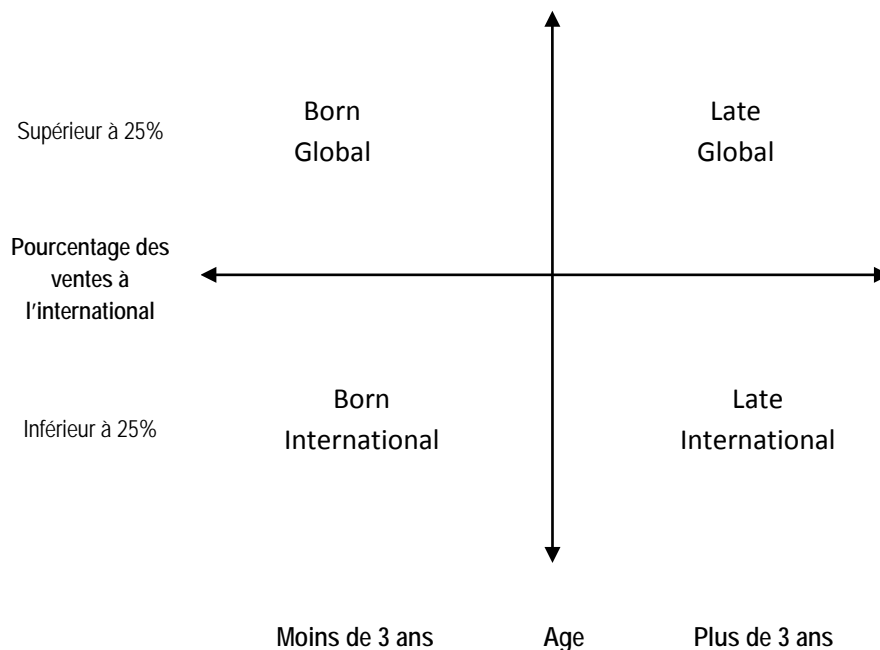 Born
Global
Late
Global
Supérieur à 25%
Pourcentage des
ventes à
l’international
Born
International
Late
International
Inférieur à 25%
Moins de 3 ans
Age
Plus de 3 ans